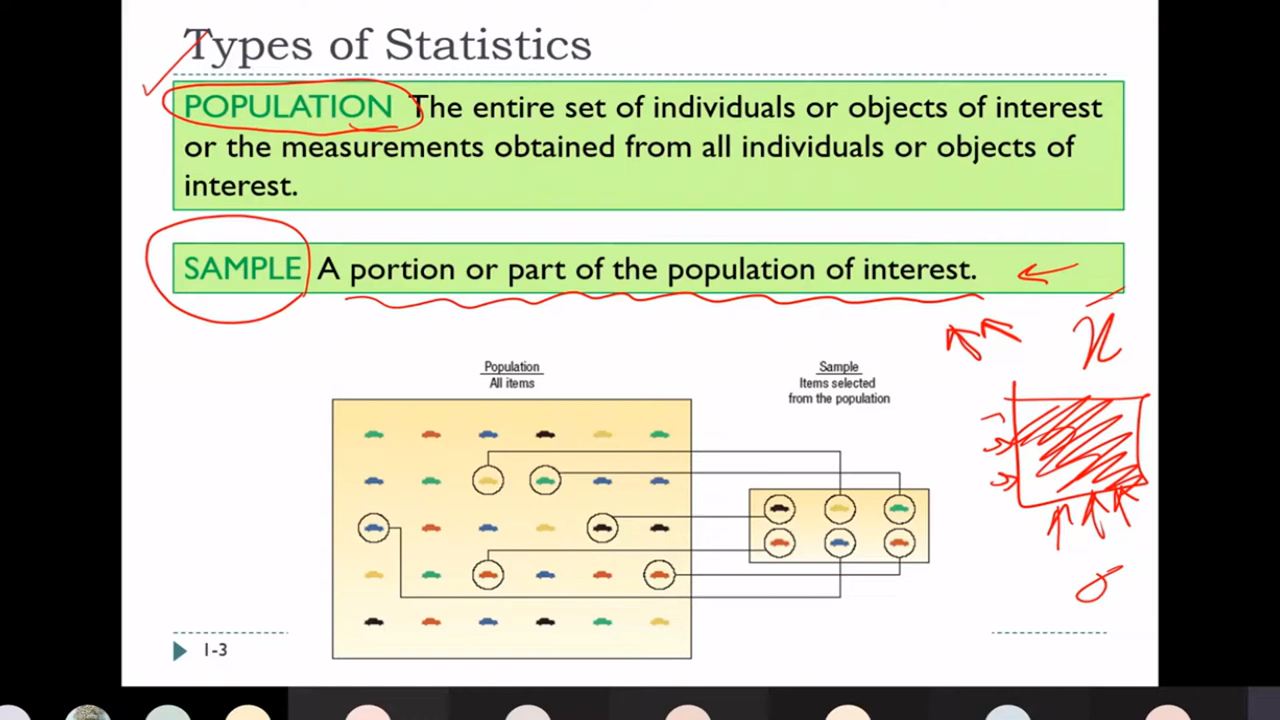 Types of Statistics
POPULATION The entire set of individuals or objects of interest
or the measurements obtained from all individuals or objects of
interest.
SAMPLE A portion or part of the population of interest.
Population
All items
Sample
Items selected
from the population
1-3